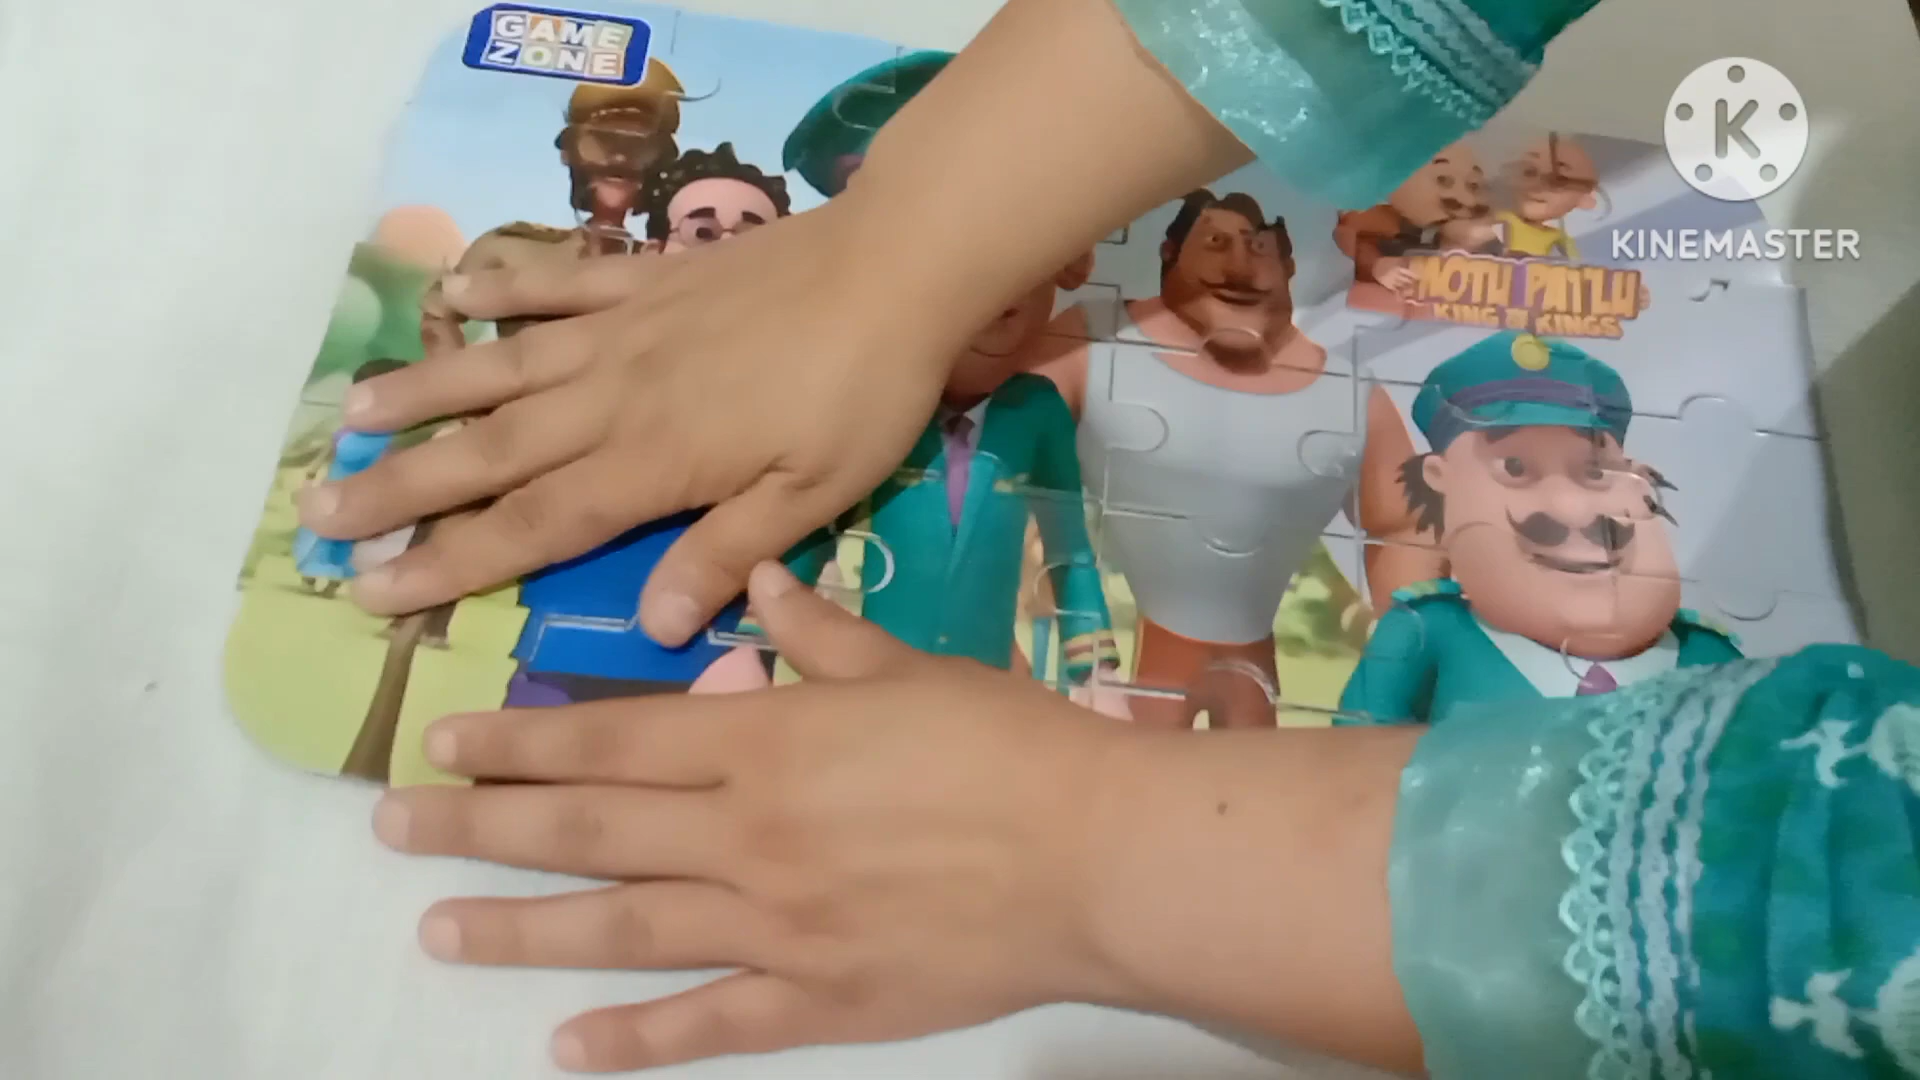 GAME
ZONE
K
KINEMASTER
MOTU PATLU
KING OF KINGS